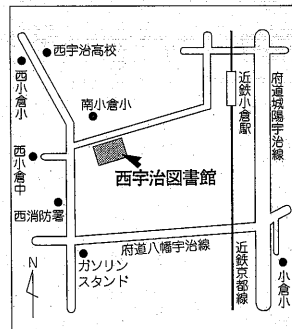 西宇治高校
西小倉小
南小倉小
近鉄小倉駅
府道城陽宇治線
西小倉中
西宇治図書館
西消防署
府道八幡宇治線
ガソリン
スタンド
近鉄京都線
小倉小
N